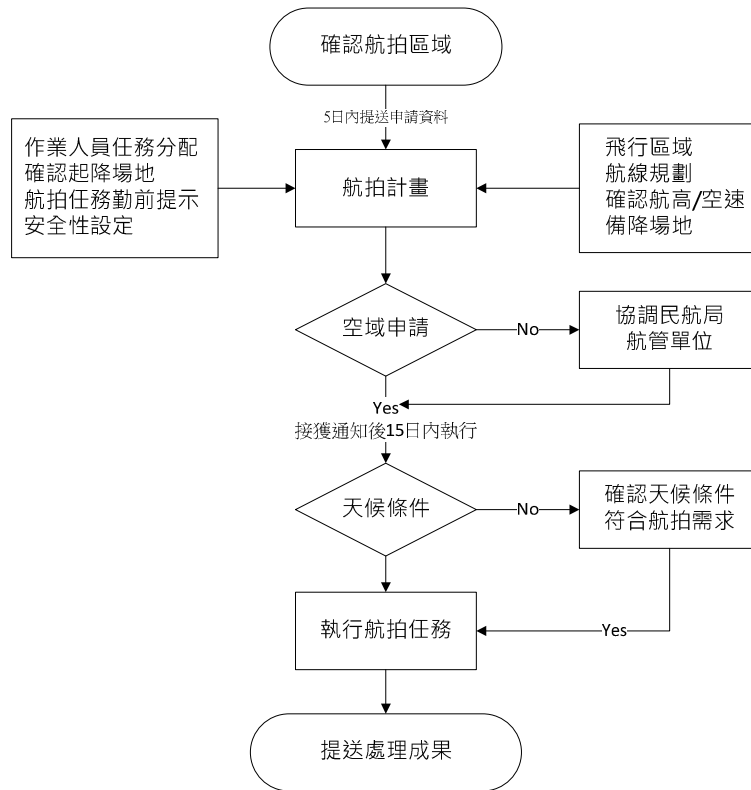 確認航拍區域
5日內提送申請資料
作業人員任務分配
確認起降場地
航拍任務勤前提示
安全性設定
航拍計畫
飛行區域
航線規劃
確認航高/空速
備降場地
空域申請
No
協調民航局
航管單位
Yes
接獲通知後15日內執行
天候條件
No
確認天候條件
符合航拍需求
執行航拍任務
Yes
提送處理成果